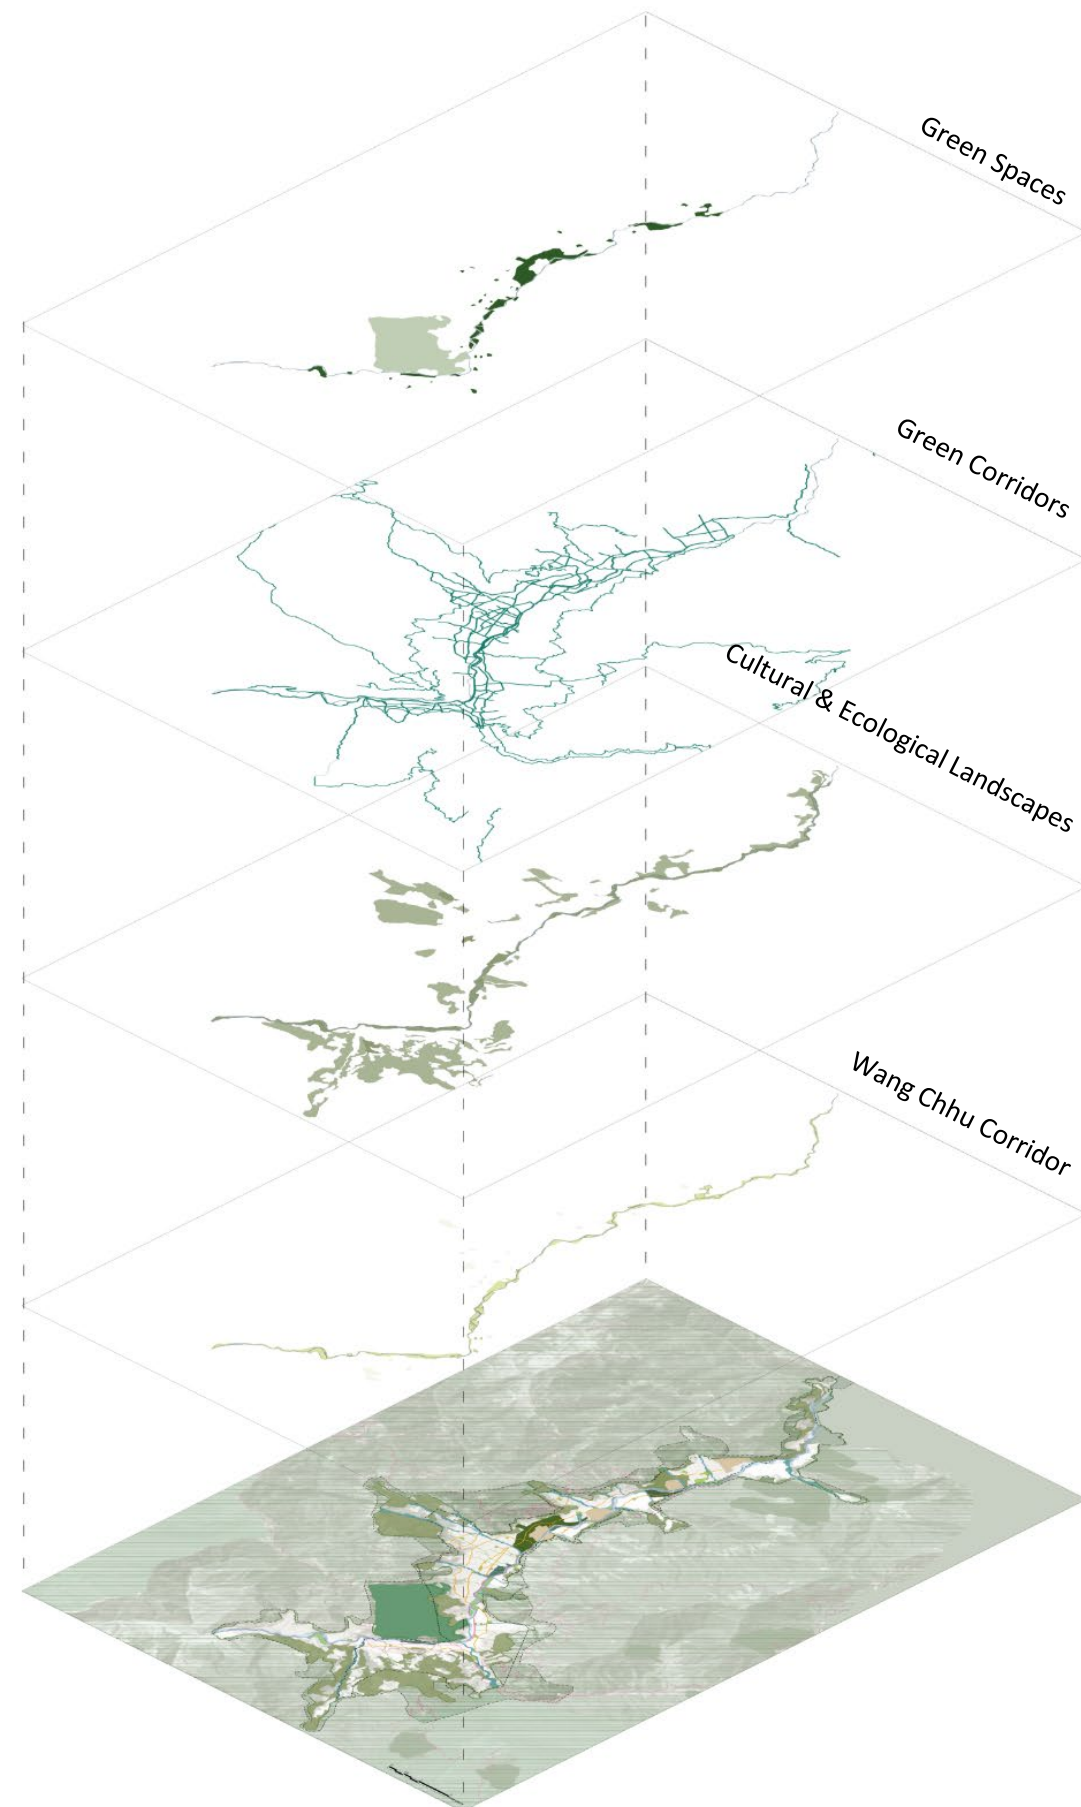 Green Spaces
Green Corridors
Cultural & Ecological Landscapes
Wang Chhu Corridor